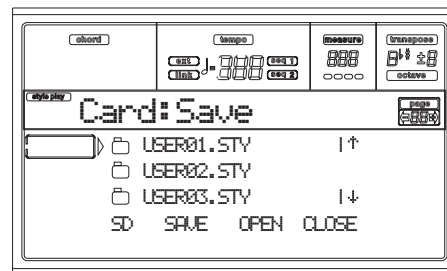 chord tempo measure transpose
ext link seq 1 seq 2 octave
style play Card:Save page
USER01.STY
USER02.STY
USER03.STY
SD SAVE OPEN CLOSE